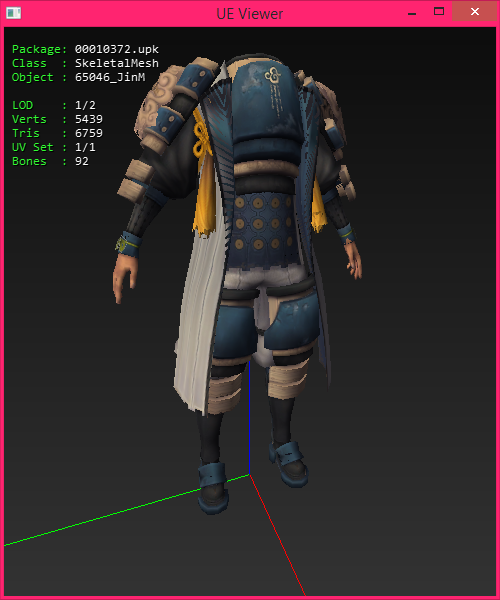 UE Viewer
Package: 00010372.upk
Class : SkeletalMesh
Object : 65046_JinM
LOD : 1/2
Verts : 5439
Tris : 6759
UV Set : 1/1
Bones : 92